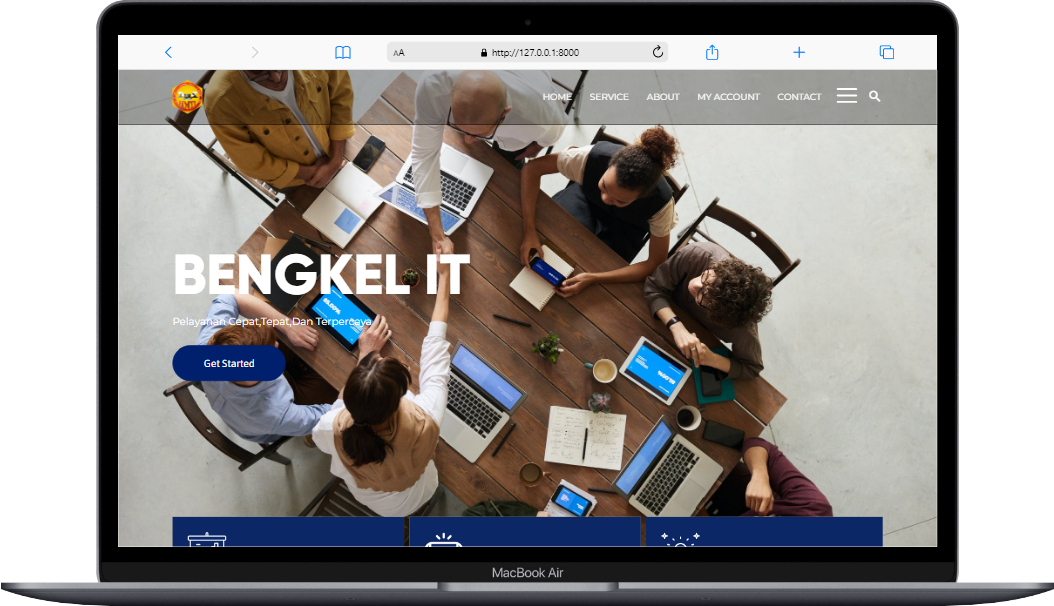 AA
http://127.0.0.1:8000
HOME SERVICE ABOUT MY ACCOUNT CONTACT
BENGKEL IT
Pelayanan Cepat,Tepat,Dan Terpercaya
Get Started
MacBook Air